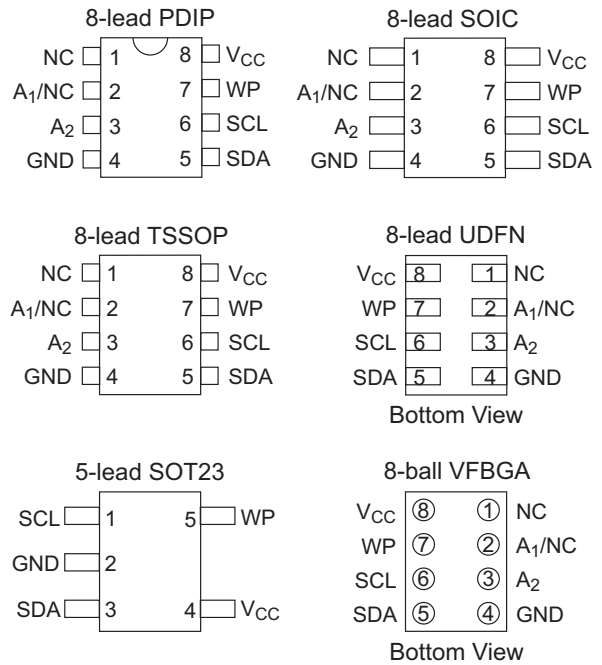 8-lead PDIP
NC 1 8 VCC
A1/NC 2 7 WP
A2 3 6 SCL
GND 4 5 SDA
8-lead SOIC
NC 1 8 VCC
A1/NC 2 7 WP
A2 3 6 SCL
GND 4 5 SDA
8-lead TSSOP
NC 1 8 VCC
A1/NC 2 7 WP
A2 3 6 SCL
GND 4 5 SDA
8-lead UDFN
VCC 8 1 NC
WP 7 2 A1/NC
SCL 6 3 A2
SDA 5 4 GND
Bottom View
5-lead SOT23
SCL 1 5 WP
GND 2
SDA 3 4 VCC
8-ball VFBGA
VCC 8 1 NC
WP 7 2 A1/NC
SCL 6 3 A2
SDA 5 4 GND
Bottom View